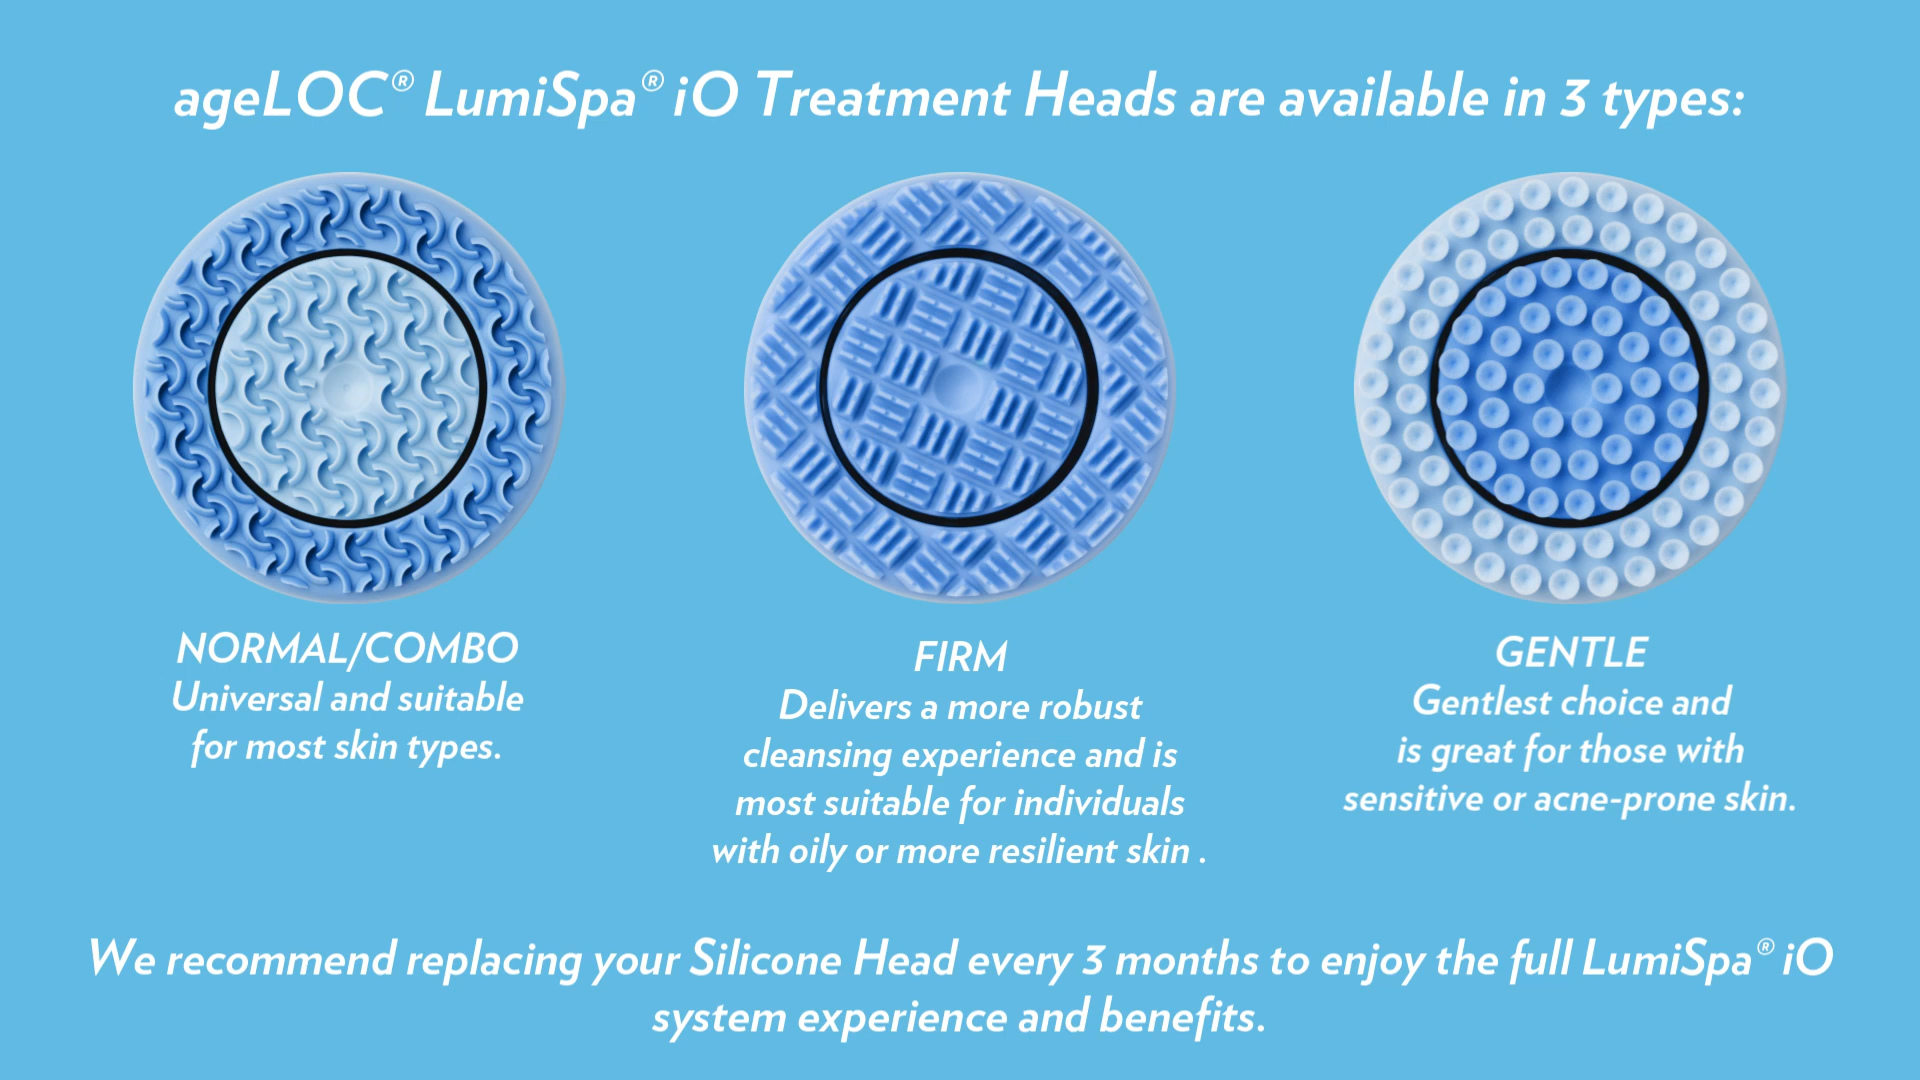 ageLOC® LumiSpa® iO Treatment Heads are available in 3 types:
NORMAL/COMBO
Universal and suitable
for most skin types.
FIRM
Delivers a more robust
cleansing experience and is
most suitable for individuals
with oily or more resilient skin .
GENTLE
Gentlest choice and
is great for those with
sensitive or acne-prone skin.
We recommend replacing your Silicone Head every 3 months to enjoy the full LumiSpa® iO
system experience and benefits.